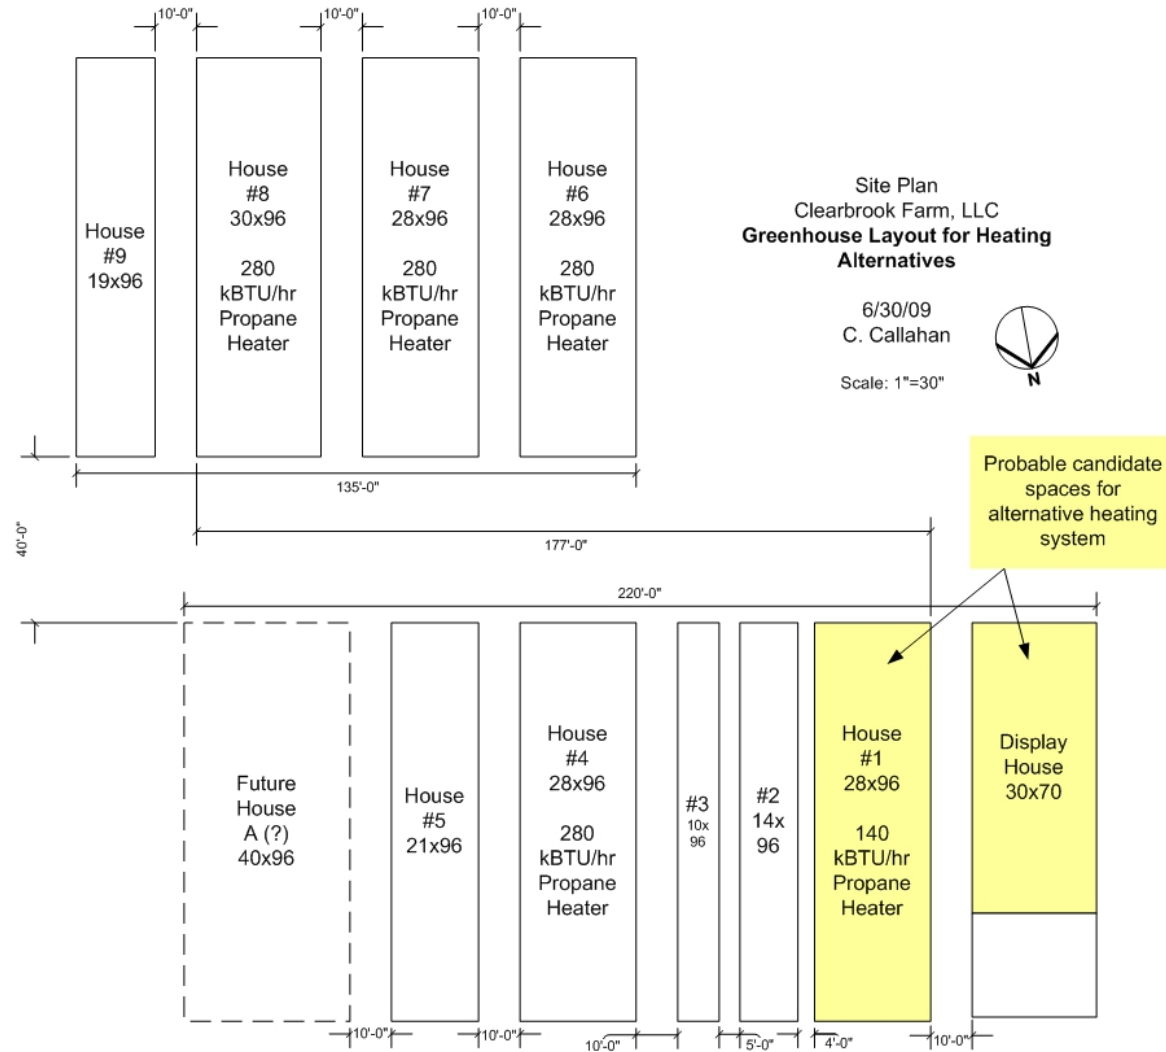 10'-0"
10'-0"
10'-0"
House
#9
19x96
House
#8
30x96
280
kBTU/hr
Propane
Heater
House
#7
28x96
280
kBTU/hr
Propane
Heater
House
#6
28x96
280
kBTU/hr
Propane
Heater
Site Plan
Clearbrook Farm, LLC
Greenhouse Layout for Heating
Alternatives
6/30/09
C. Callahan
Scale: 1"=30"
N
Probable candidate
spaces for
alternative heating
system
135'-0"
40'-0"
177'-0"
220'-0"
Future
House
A (?)
40x96
House
#5
21x96
House
#4
28x96
280
kBTU/hr
Propane
Heater
#3
10x
96
#2
14x
96
House
#1
28x96
140
kBTU/hr
Propane
Heater
Display
House
30x70
10'-0"
10'-0"
10'-0"
5'-0"
4'-0"
10'-0"